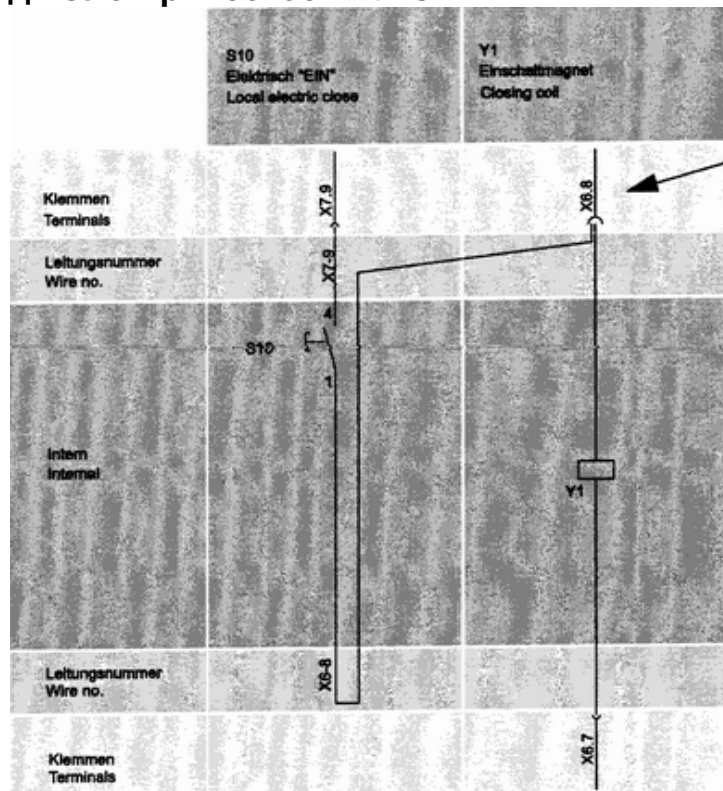 S10
Elektrisch "EIN"
Local electric close
Y1
Einschaltmagnet
Closing coil
Klemmen
Terminals
X7.9
X6.8
Leitungsnummer
Wire no.
X7-9
4
S10
1
Intern
Internal
Y1
Leitungsnummer
Wire no.
X6-8
Klemmen
Terminals
X6.7